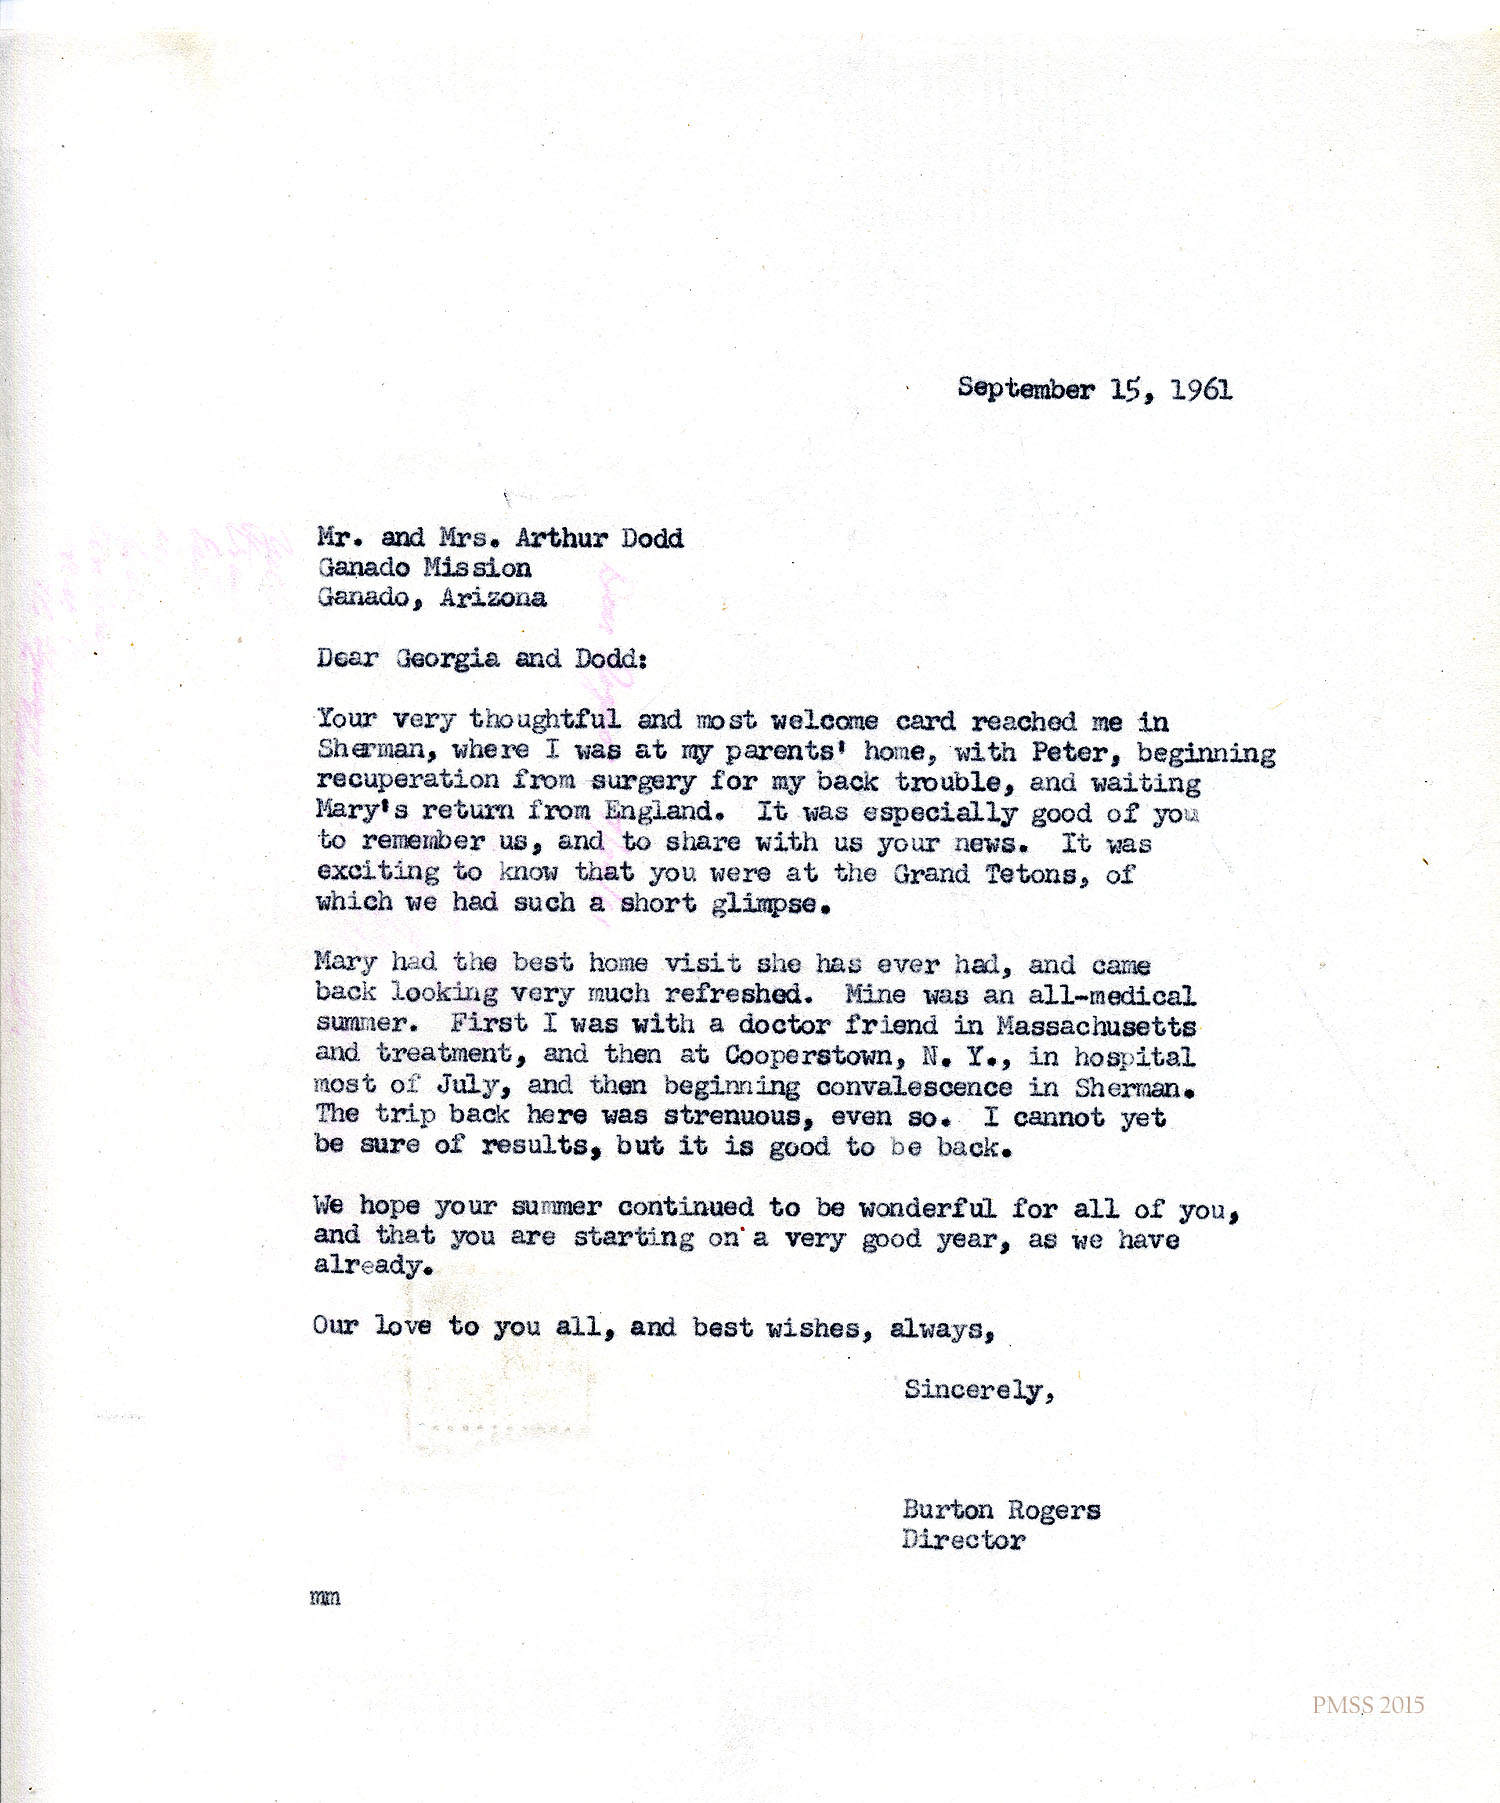 September 15, 1961
Mr. and Mrs. Arthur Dodd
Ganado Mission
Ganado, Arizona
Dear Georgia and Dodd:
Your very thoughtful and most welcome card reached me in
Sherman, where I was at my parents' home, with Peter, beginning
recuperation from surgery for my back trouble, and waiting
Mary's return from England. It was especially good of you
to remember us, and to share with us your news. It was
exciting to know that you were at the Grand Tetons, of
which we had such a short glimpse.
Mary had the best home visit she has ever had, and came
back looking very much refreshed. Mine was an all-medical
summer. First I was with a doctor friend in Massachusetts
and treatment, and then at Cooperstown, N. Y., in hospital
most of July, and then beginning convalescence in Sherman.
The trip back here was strenuous, even so. I cannot yet
be sure of results, but it is good to be back.
We hope your summer continued to be wonderful for all of you,
and that you are starting on a very good year, as we have
already.
Our love to you all, and best wishes, always,
Sincerely,
Burton Rogers
Director
mm
PMSS 2015